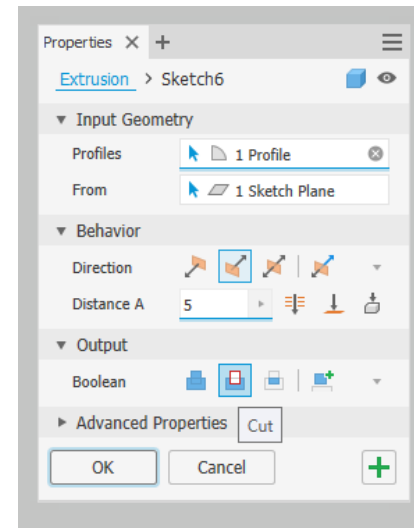 Properties × +
Extrusion > Sketch6
Input Geometry
Profiles 1 Profile
From 1 Sketch Plane
Behavior
Direction
Distance A 5
Output
Boolean
Advanced Properties Cut
OK Cancel